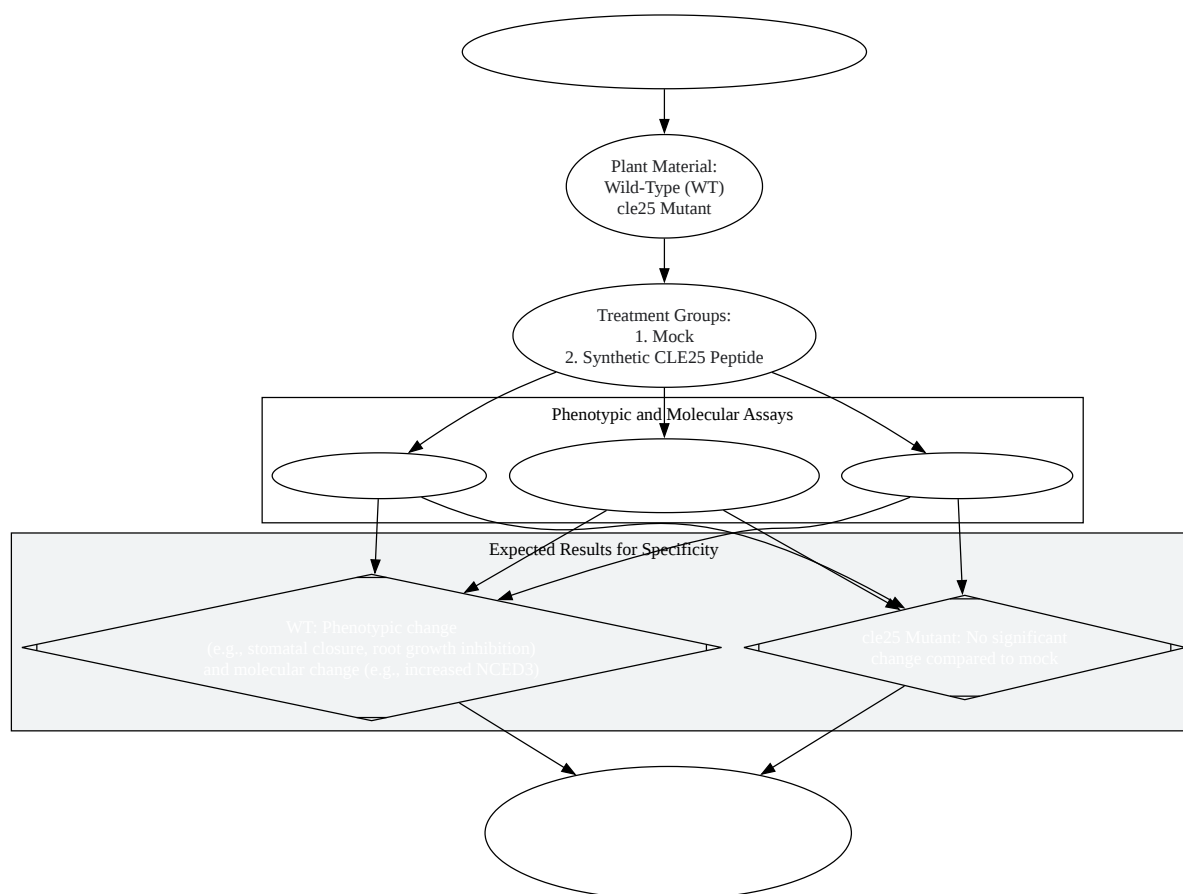 Plant Material:
Wild-Type (WT)
cle25 Mutant
Treatment Groups:
1. Mock
2. Synthetic CLE25 Peptide
Phenotypic and Molecular Assays
Expected Results for Specificity
WT: Phenotypic change
(e.g., stomatal closure, root growth inhibition)
and molecular change (e.g., increased NCED3)
cle25 Mutant: No significant
change compared to mock